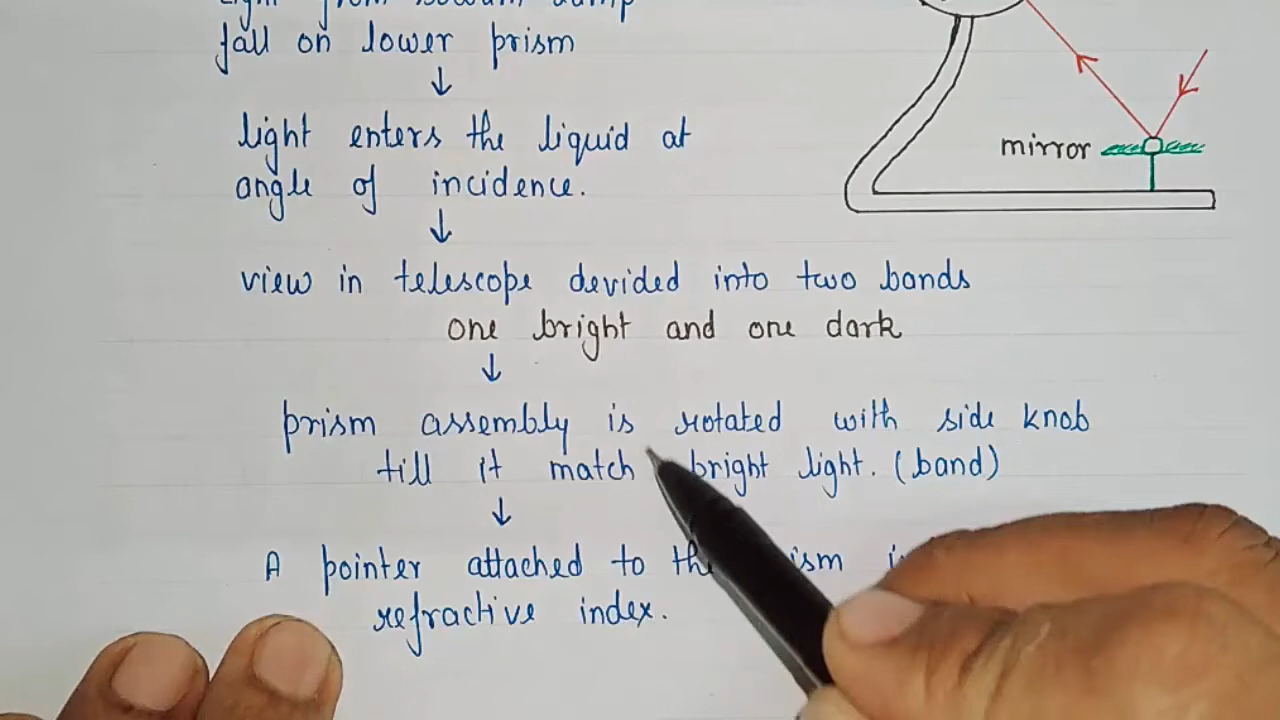 fall on lower prism
↓
light enters the liquid at
angle of incidence.
↓
mirror
view in telescope devided into two bands
one bright and one dark
↓
prism assembly is rotated with side knob
till it match bright light. (band)
↓
A pointer attached to
refractive index.